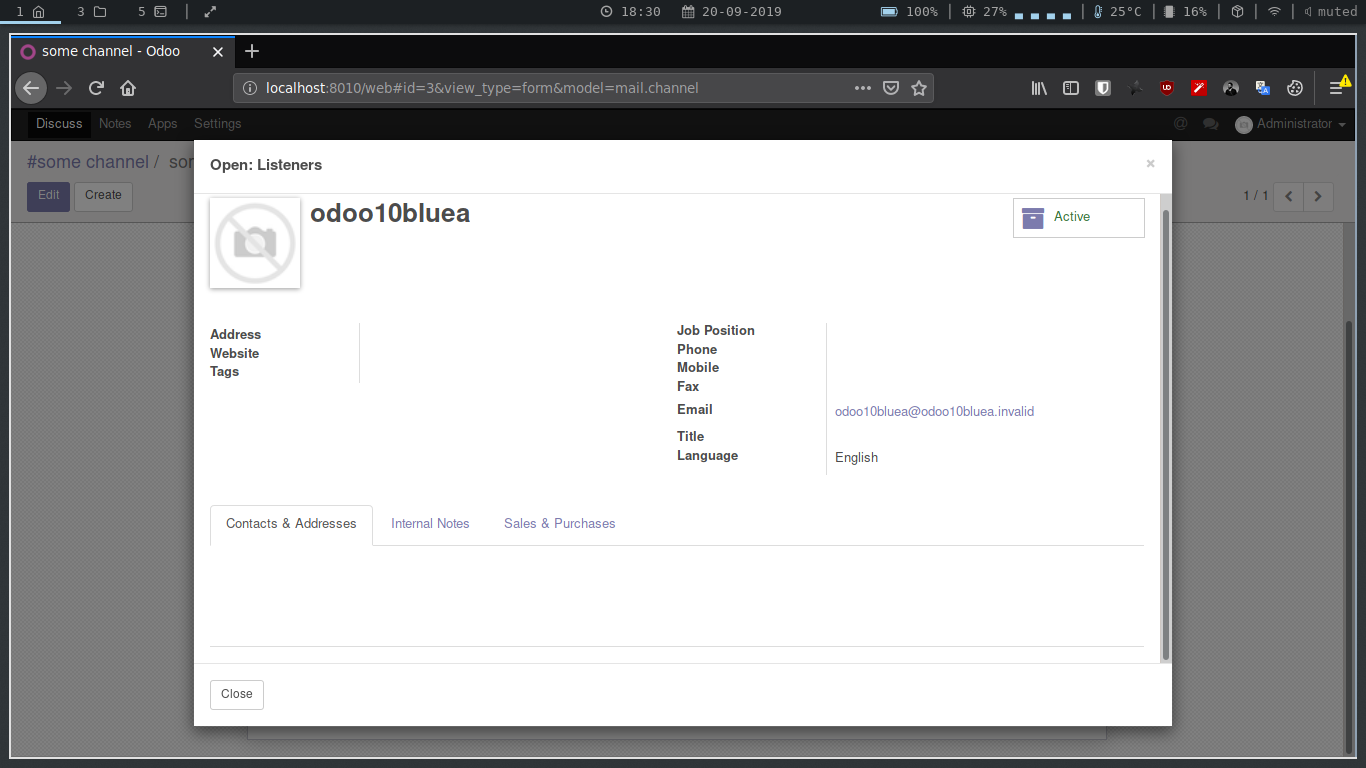 1 3 5 18:30 20-09-2019 100% 27% 25°C 16% muted
some channel - Odoo
localhost:8010/web#id=3&view_type=form&model=mail.channel
Discuss Notes Apps Settings Administrator
#some channel / som
Edit Create 1 / 1
Open: Listeners ×
odoo10bluea
Active
Address
Website
Tags
Job Position
Phone
Mobile
Fax
Email odoo10bluea@odoo10bluea.invalid
Title
Language English
Contacts & Addresses Internal Notes Sales & Purchases
Close